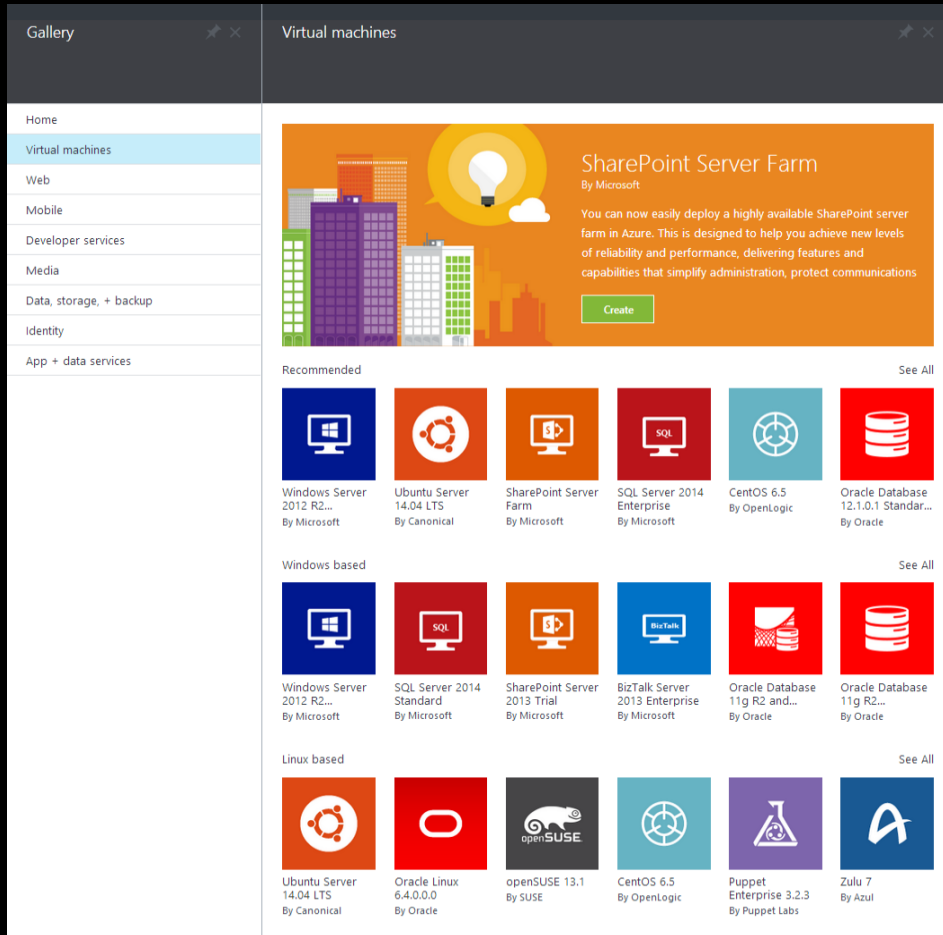 Gallery
Virtual machines
Home
Virtual machines
Web
Mobile
Developer services
Media
Data, storage, + backup
Identity
App + data services
SharePoint Server Farm
By Microsoft
You can now easily deploy a highly available SharePoint server
farm in Azure. This is designed to help you achieve new levels
of reliability and performance, delivering features and
capabilities that simplify administration, protect communications
Create
Recommended
See All
SQL
Windows Server
2012 R2...
By Microsoft
Ubuntu Server
14.04 LTS
By Canonical
SharePoint Server
Farm
By Microsoft
SQL Server 2014
Enterprise
By Microsoft
CentOS 6.5
By OpenLogic
Oracle Database
12.1.0.1 Standar...
By Oracle
Windows based
See All
SQL
BizTalk
Windows Server
2012 R2...
By Microsoft
SQL Server 2014
Standard
By Microsoft
SharePoint Server
2013 Trial
By Microsoft
BizTalk Server
2013 Enterprise
By Microsoft
Oracle Database
11g R2 and...
By Oracle
Oracle Database
11g R2...
By Oracle
Linux based
See All
openSUSE
Ubuntu Server
14.04 LTS
By Canonical
Oracle Linux
6.4.0.0.0
By Oracle
openSUSE 13.1
By SUSE
CentOS 6.5
By OpenLogic
Puppet
Enterprise 3.2.3
By Puppet Labs
Zulu 7
By Azul